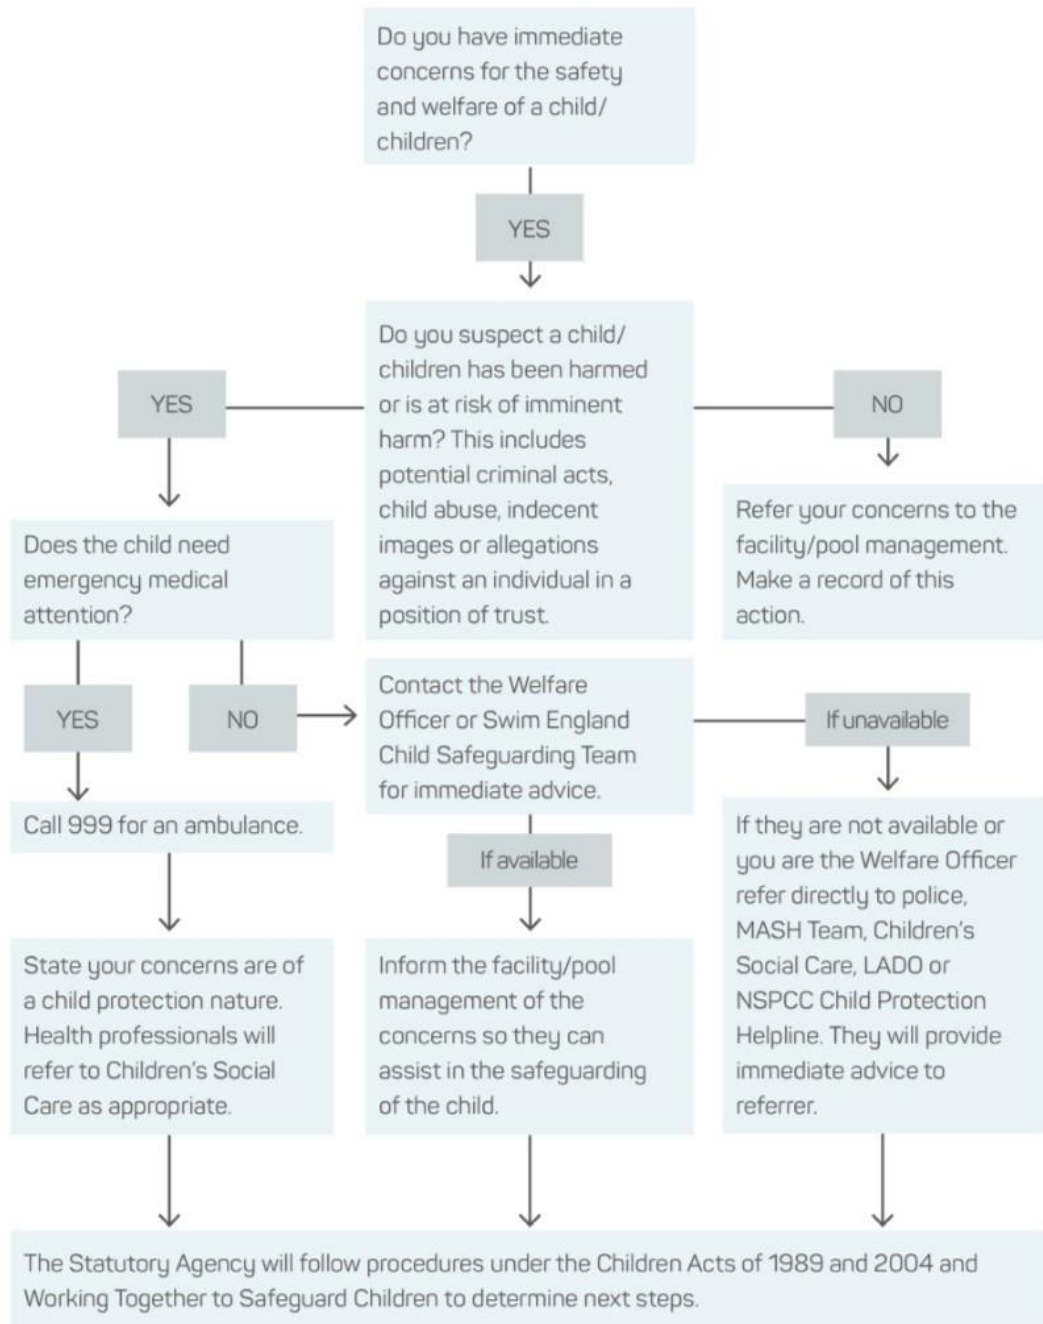 Do you have immediate
concerns for the safety
and welfare of a child/
children?
YES
Do you suspect a child/
children has been harmed
or is at risk of imminent
harm? This includes
potential criminal acts,
child abuse, indecent
images or allegations
against an individual in a
position of trust.
YES
NO
Does the child need
emergency medical
attention?
Refer your concerns to the
facility/pool management.
Make a record of this
action.
YES
NO
Contact the Welfare
Officer or Swim England
Child Safeguarding Team
for immediate advice.
If unavailable
Call 999 for an ambulance.
If available
If they are not available or
you are the Welfare Officer
refer directly to police,
MASH Team, Children's
Social Care, LADO or
NSPCC Child Protection
Helpline. They will provide
immediate advice to
referrer.
State your concerns are of
a child protection nature.
Health professionals will
refer to Children's Social
Care as appropriate.
Inform the facility/pool
management of the
concerns so they can
assist in the safeguarding
of the child.
The Statutory Agency will follow procedures under the Children Acts of 1989 and 2004 and
Working Together to Safeguard Children to determine next steps.